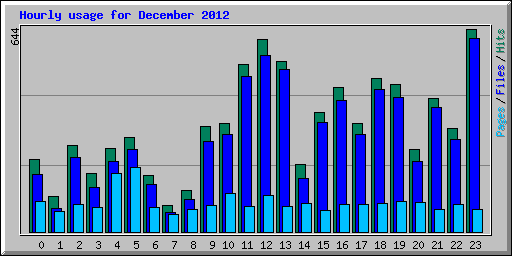 Hourly usage for December 2012
644
Pages/Files/Hits
0 1 2 3 4 5 6 7 8 9 10 11 12 13 14 15 16 17 18 19 20 21 22 23